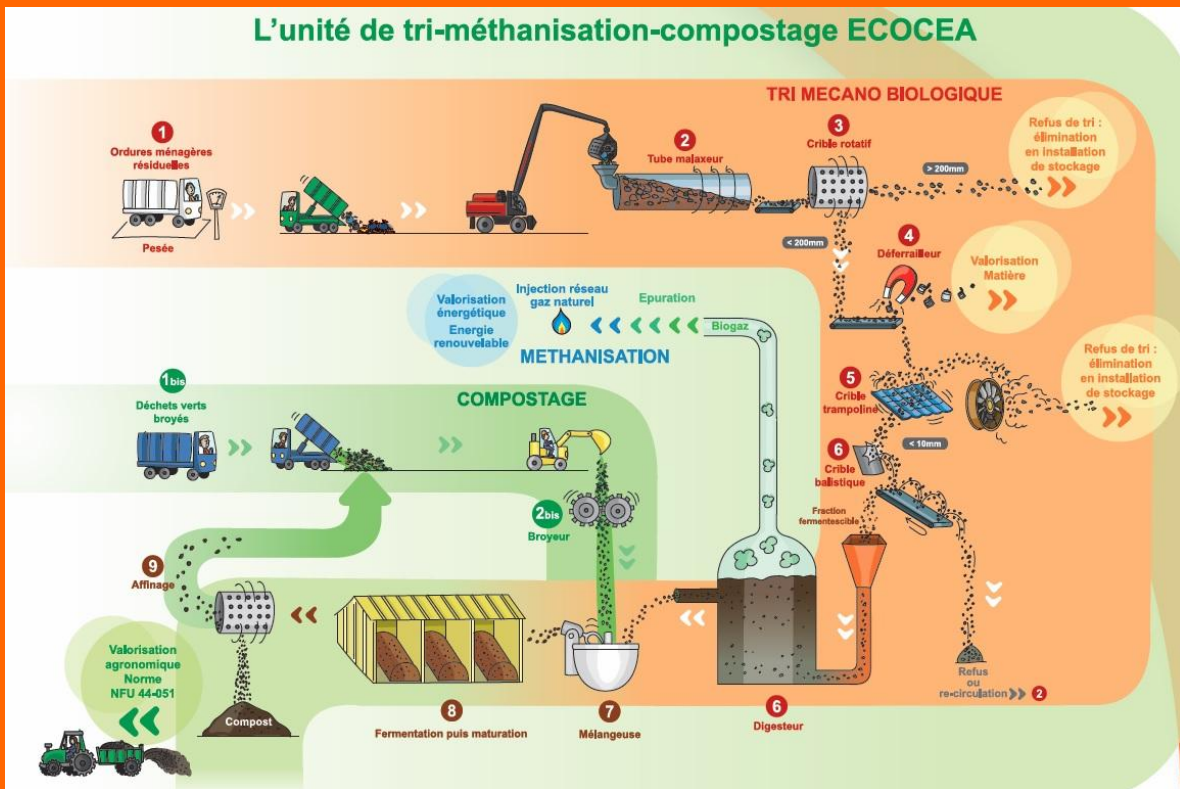 L'unité de tri-méthanisation-compostage ECOCEA
TRI MECANO BIOLOGIQUE
1
Ordures ménagères
résiduelles
Pesée
2
Tube malaxeur
3
Crible rotatif
> 200mm
Refus de tri :
élimination
en installation
de stockage
< 200mm
4
Déferrailleur
Valorisation
Matière
Valorisation
énergétique
Energie
renouvelable
Injection réseau
gaz naturel
Epuration
Biogaz
METHANISATION
5
Crible
trampoline
Refus de tri :
élimination
en installation
de stockage
< 10mm
6
Crible
balistique
Fraction
fermentescible
1bis
Déchets verts
broyés
COMPOSTAGE
2bis
Broyeur
9
Affinage
Valorisation
agronomique
Norme
NFU 44-051
Compost
8
Fermentation puis maturation
7
Mélangeuse
6
Digesteur
Refus
ou
re-circulation 2